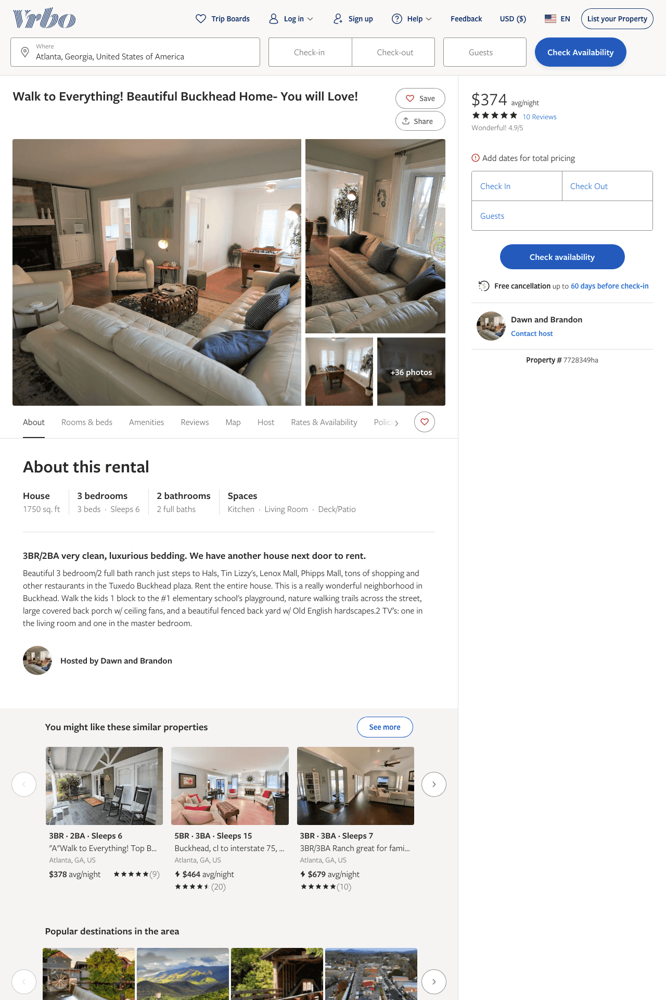 Vrbo
Trip Boards
Log in
Sign up
Help
Feedback
USD ($)
EN
List your Property
Where
Atlanta, Georgia, United States of America
Check-in
Check-out
Guests
Check Availability
Walk to Everything! Beautiful Buckhead Home- You will Love!
Save
Share
+36 photos
$374 avg/night
10 Reviews
Wonderful! 4.9/5
Add dates for total pricing
Check In
Check Out
Guests
Check availability
Free cancellation up to 60 days before check-in
Dawn and Brandon
Contact host
Property # 7728349ha
About
Rooms & beds
Amenities
Reviews
Map
Host
Rates & Availability
About this rental
House
1750 sq. ft
3 bedrooms
3 beds · Sleeps 6
2 bathrooms
2 full baths
Spaces
Kitchen · Living Room · Deck/Patio
3BR/2BA very clean, luxurious bedding. We have another house next door to rent.
Beautiful 3 bedroom/2 full bath ranch just steps to Hals, Tin Lizzy's, Lenox Mall, Phipps Mall, tons of shopping and
other restaurants in the Tuxedo Buckhead plaza. Rent the entire house. This is a really wonderful neighborhood in
Buckhead. Walk the kids 1 block to the #1 elementary school's playground, nature walking trails across the street,
large covered back porch w/ ceiling fans, and a beautiful fenced back yard w/ Old English hardscapes.2 TV's: one in
the living room and one in the master bedroom.
Hosted by Dawn and Brandon
You might like these similar properties
See more
3BR · 2BA · Sleeps 6
"A"Walk to Everything! Top B...
Atlanta, GA, US
$378 avg/night
(9)
5BR · 3BA · Sleeps 15
Buckhead, cl to interstate 75, ...
Atlanta, GA, US
$464 avg/night
(20)
3BR · 3BA · Sleeps 7
3BR/3BA Ranch great for fami...
Atlanta, GA, US
$679 avg/night
(10)
Popular destinations in the area